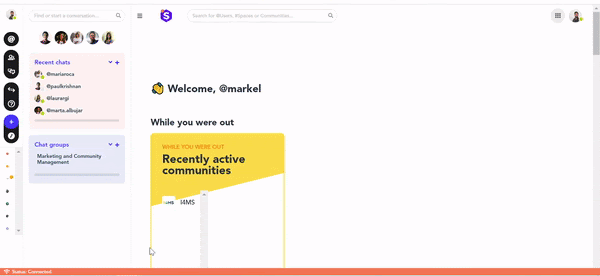 Find or start a conversation...
Search for @Users, #Spaces or Communities...
Recent chats
@mariaroca
@paulkrishnan
@laurargi
@marta.albujar
Chat groups
Marketing and Community
Management
👋 Welcome, @markel
While you were out
WHILE YOU WERE OUT
Recently active
communities
I4MS
Status: Connected